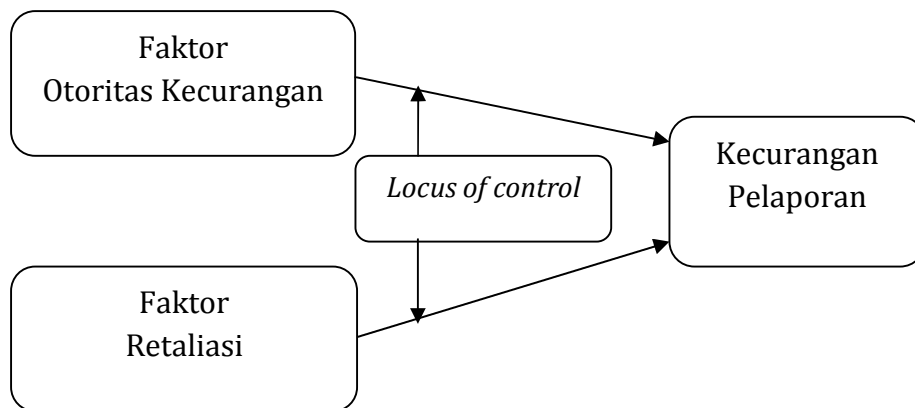 Faktor
Otoritas Kecurangan
Locus of control
Kecurangan
Pelaporan
Faktor
Retaliasi